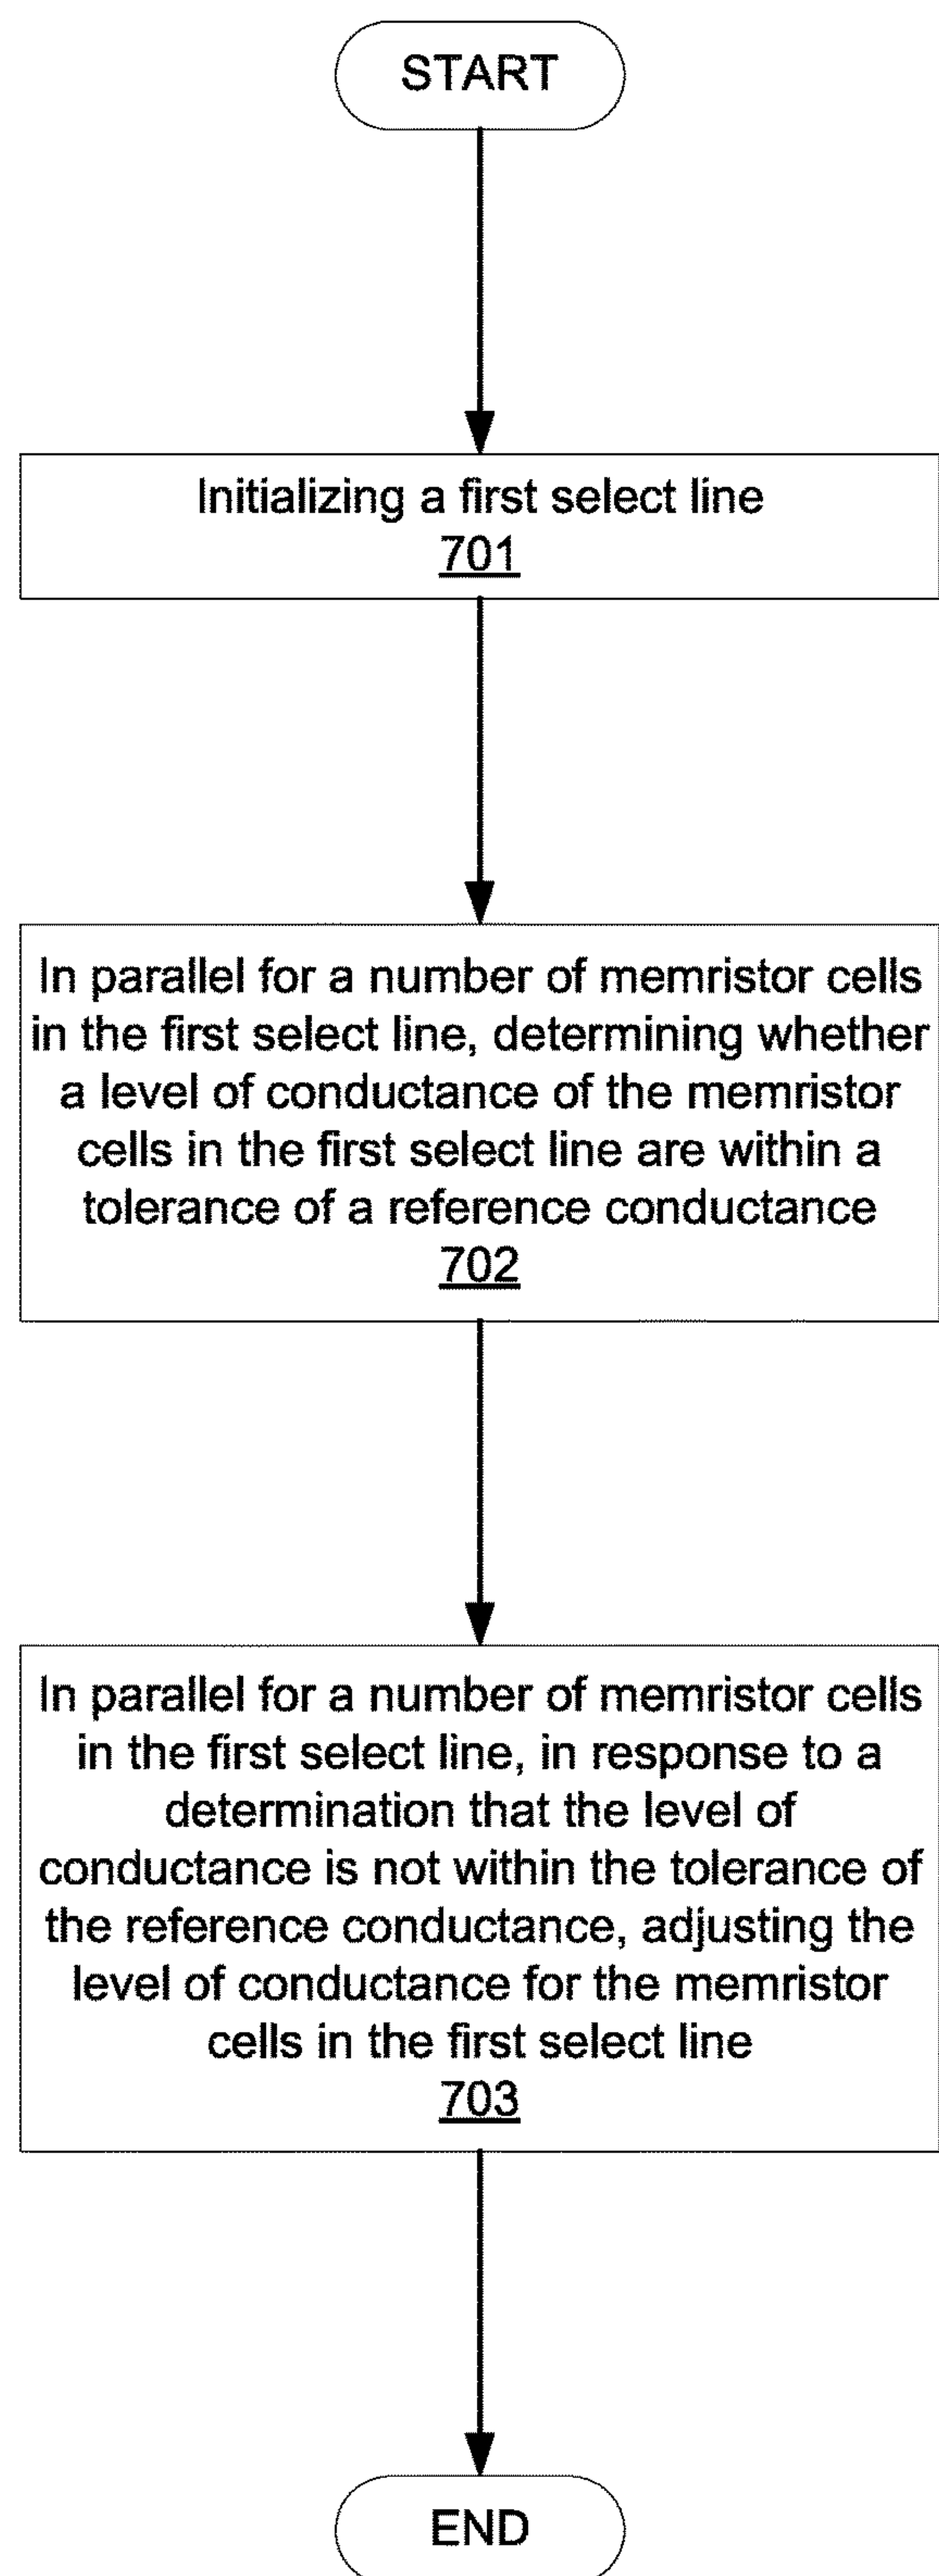 START
Initializing a first select line
701
In parallel for a number of memristor cells
in the first select line, determining whether
a level of conductance of the memristor
cells in the first select line are within a
tolerance of a reference conductance
702
In parallel for a number of memristor cells
in the first select line, in response to a
determination that the level of
conductance is not within the tolerance of
the reference conductance, adjusting the
level of conductance for the memristor
cells in the first select line
703
END